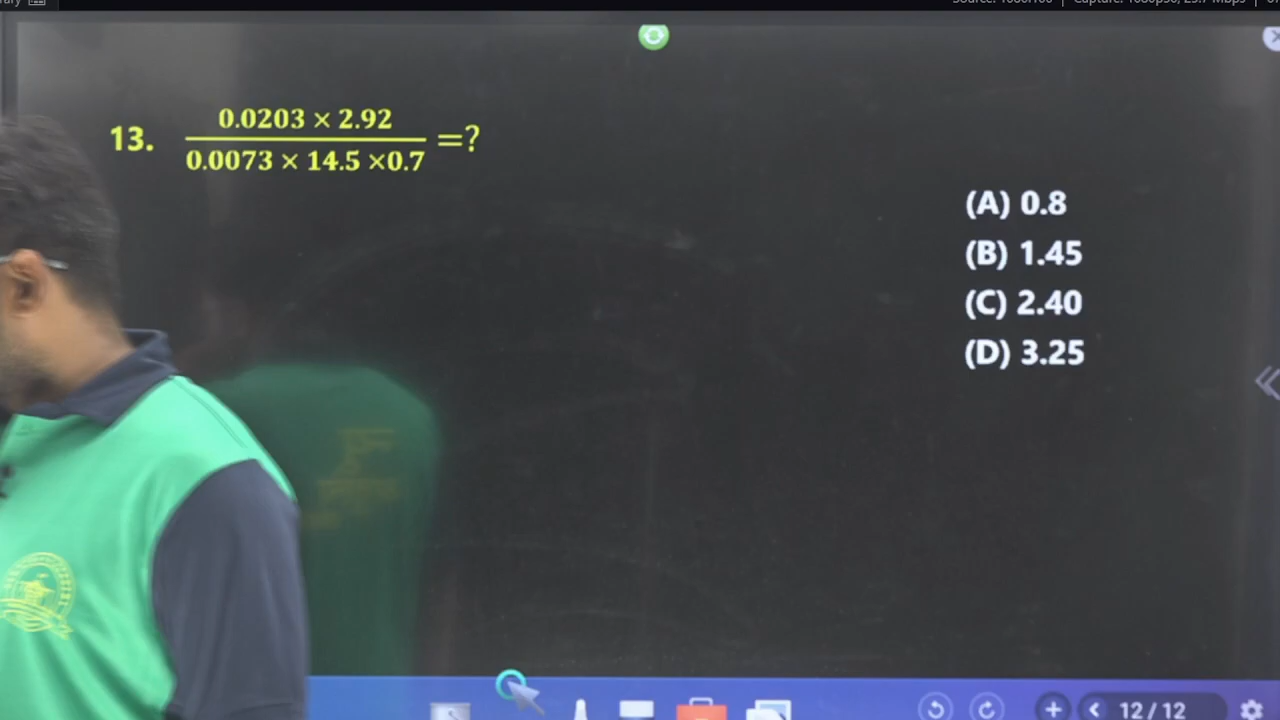 13. 0.0203 × 2.92
0.0073 × 14.5 ×0.7
=?
(A) 0.8
(B) 1.45
(C) 2.40
(D) 3.25
12 / 12